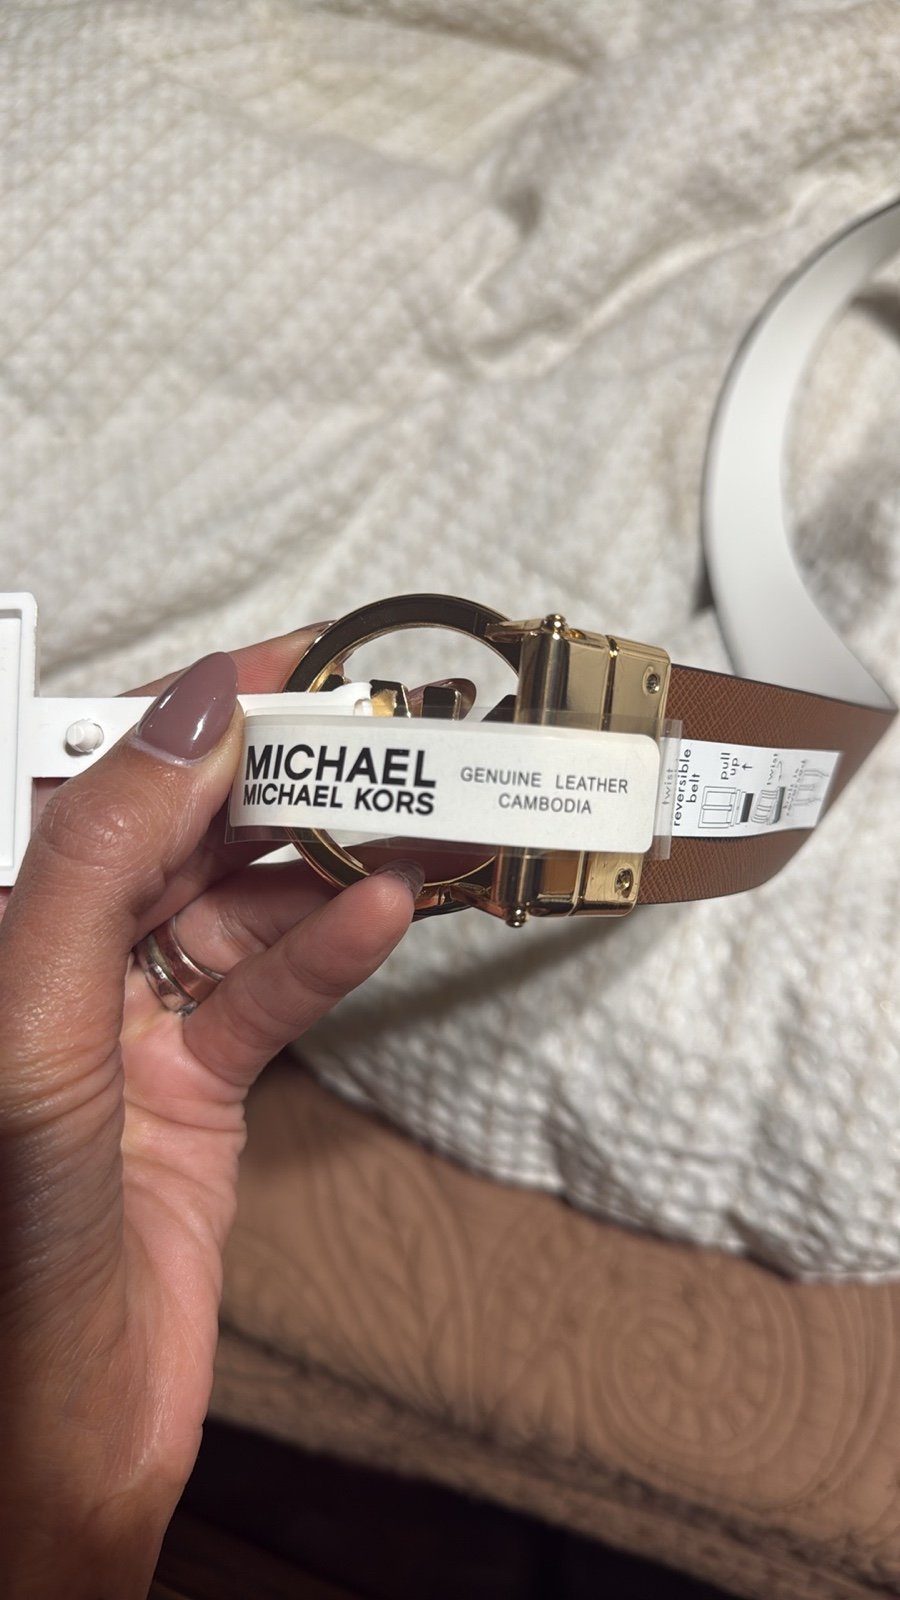 MICHAEL
MICHAEL KORS
GENUINE LEATHER
CAMBODIA
twist
reversible
belt
pull
up
twist